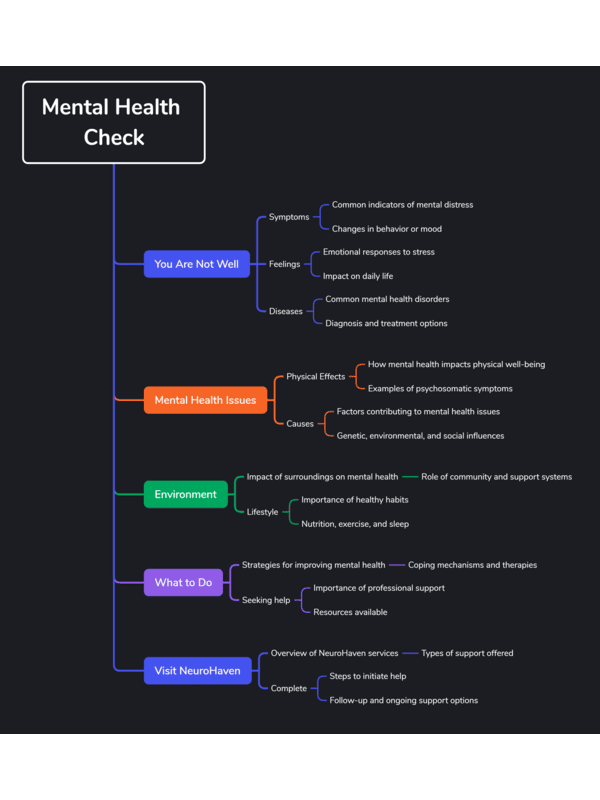 Mental Health
Check
Common indicators of mental distress
Symptoms
Changes in behavior or mood
Emotional responses to stress
You Are Not Well
Feelings
Impact on daily life
Common mental health disorders
Diseases
Diagnosis and treatment options
How mental health impacts physical well-being
Physical Effects
Examples of psychosomatic symptoms
Mental Health Issues
Factors contributing to mental health issues
Causes
Genetic, environmental, and social influences
Impact of surroundings on mental health
Role of community and support systems
Environment
Importance of healthy habits
Lifestyle
Nutrition, exercise, and sleep
Strategies for improving mental health
Coping mechanisms and therapies
What to Do
Importance of professional support
Seeking help
Resources available
Overview of NeuroHaven services
Types of support offered
Visit NeuroHaven
Steps to initiate help
Complete
Follow-up and ongoing support options